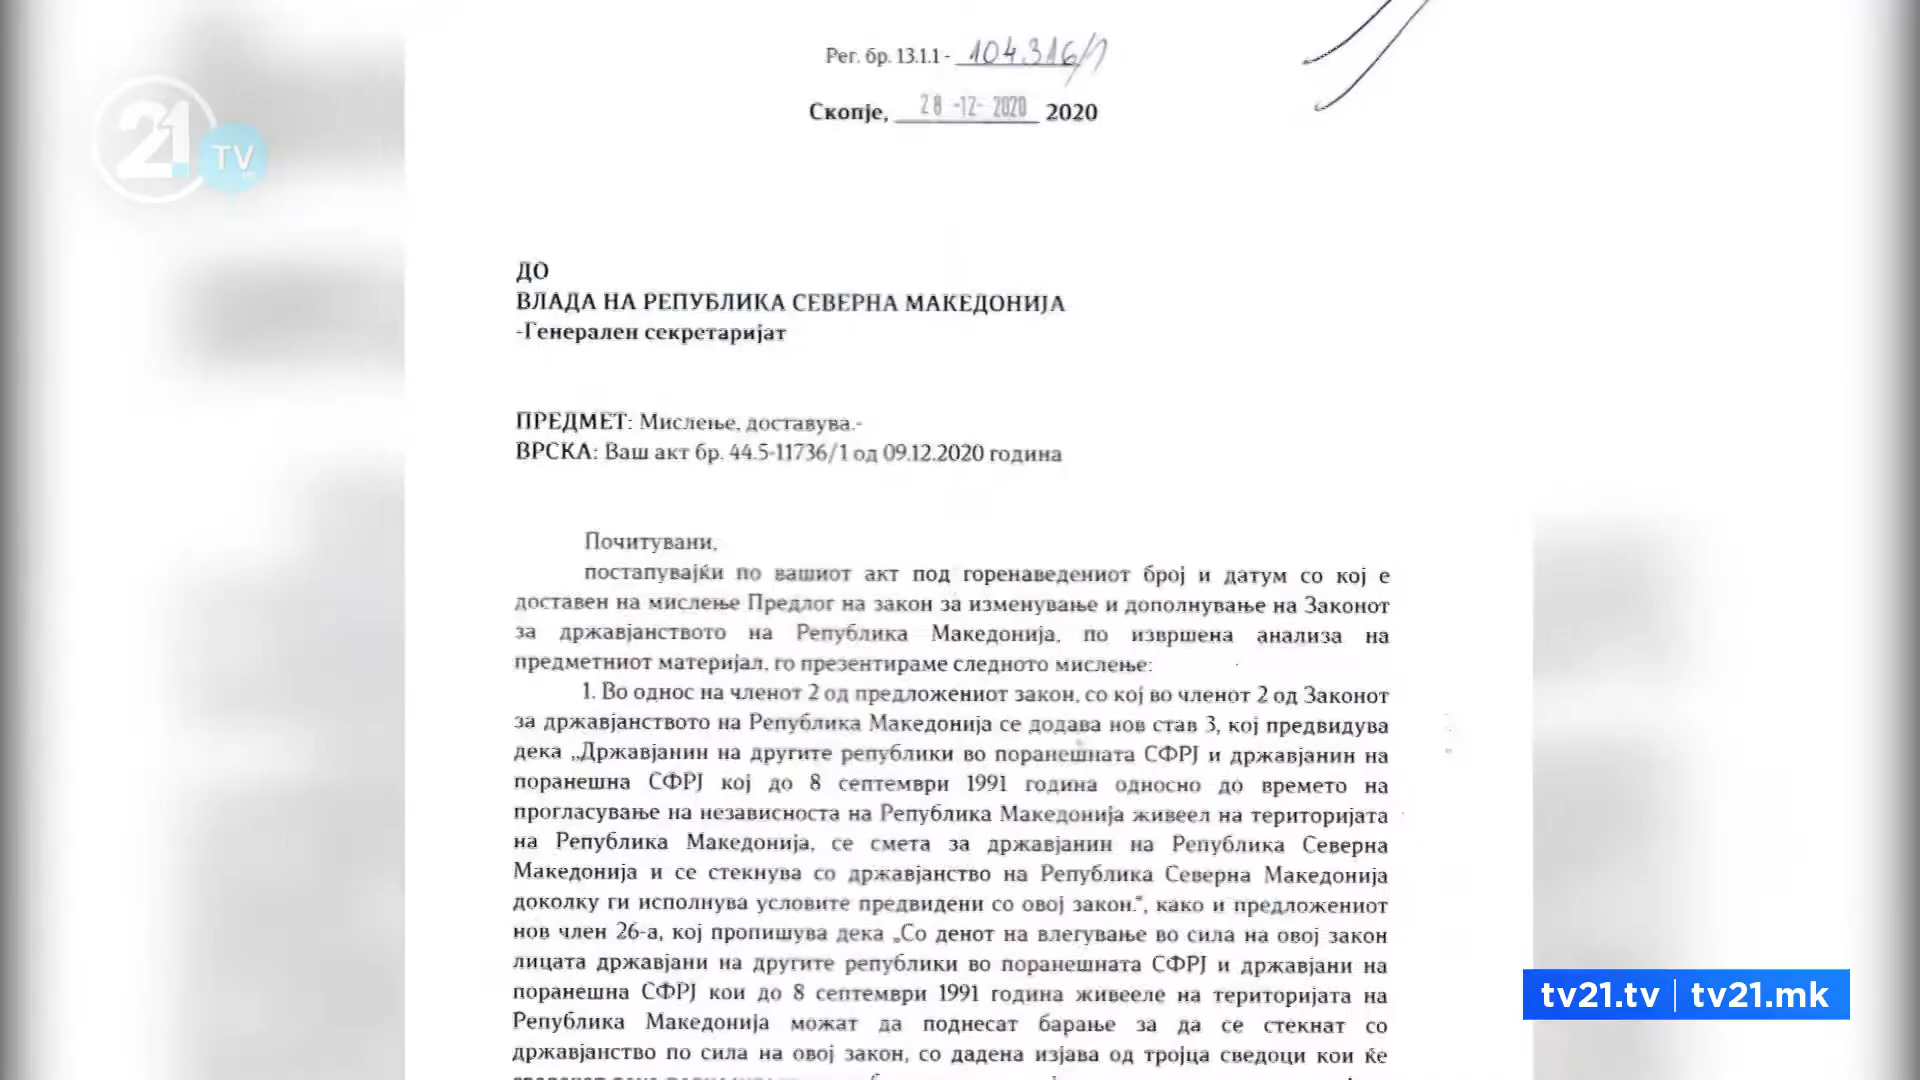 21 TV
Рег. бр. 13.1.1 - 104316/1
Скопје, 28 -12- 2020 2020
ДО
ВЛАДА НА РЕПУБЛИКА СЕВЕРНА МАКЕДОНИЈА
-Генерален секретаријат
ПРЕДМЕТ: Мислење, доставува.-
ВРСКА: Ваш акт бр. 44.5-11736/1 од 09.12.2020 година
Почитувани,
постапувајќи по вашиот акт под горенаведениот број и датум со кој е
доставен на мислење Предлог на закон за изменување и дополнување на Законот
за државјанството на Република Македонија, по извршена анализа на
предметниот материјал, го презентираме следното мислење:
1. Во однос на членот 2 од предложениот закон, со кој во членот 2 од Законот
за државјанството на Република Македонија се додава нов став 3, кој предвидува
дека „Државјанин на другите републики во поранешната СФРЈ и државјанин на
поранешна СФРЈ кој до 8 септември 1991 година односно до времето на
прогласување на независноста на Република Македонија живеел на територијата
на Република Македонија, се смета за државјанин на Република Северна
Македонија и се стекнува со државјанство на Република Северна Македонија
доколку ги исполнува условите предвидени со овој закон.“, како и предложениот
нов член 26-а, кој пропишува дека „Со денот на влегување во сила на овој закон
лицата државјани на другите републики во поранешната СФРЈ и државјани на
поранешна СФРЈ кои до 8 септември 1991 година живееле на територијата на
Република Македонија можат да поднесат барање за да се стекнат со
државјанство по сила на овој закон, со дадена изјава од тројца сведоци кои ќе
tv21.tv | tv21.mk